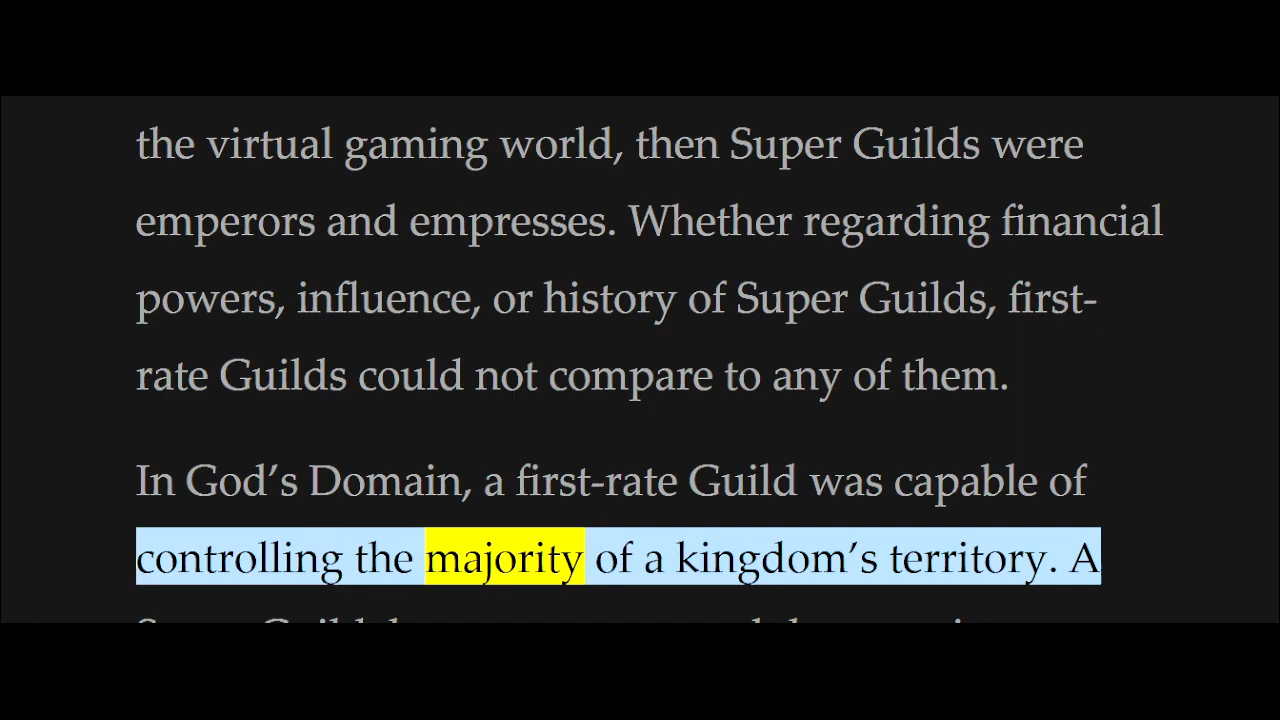 the virtual gaming world, then Super Guilds were
emperors and empresses. Whether regarding financial
powers, influence, or history of Super Guilds, first-
rate Guilds could not compare to any of them.
In God’s Domain, a first-rate Guild was capable of
controlling the majority of a kingdom’s territory. A